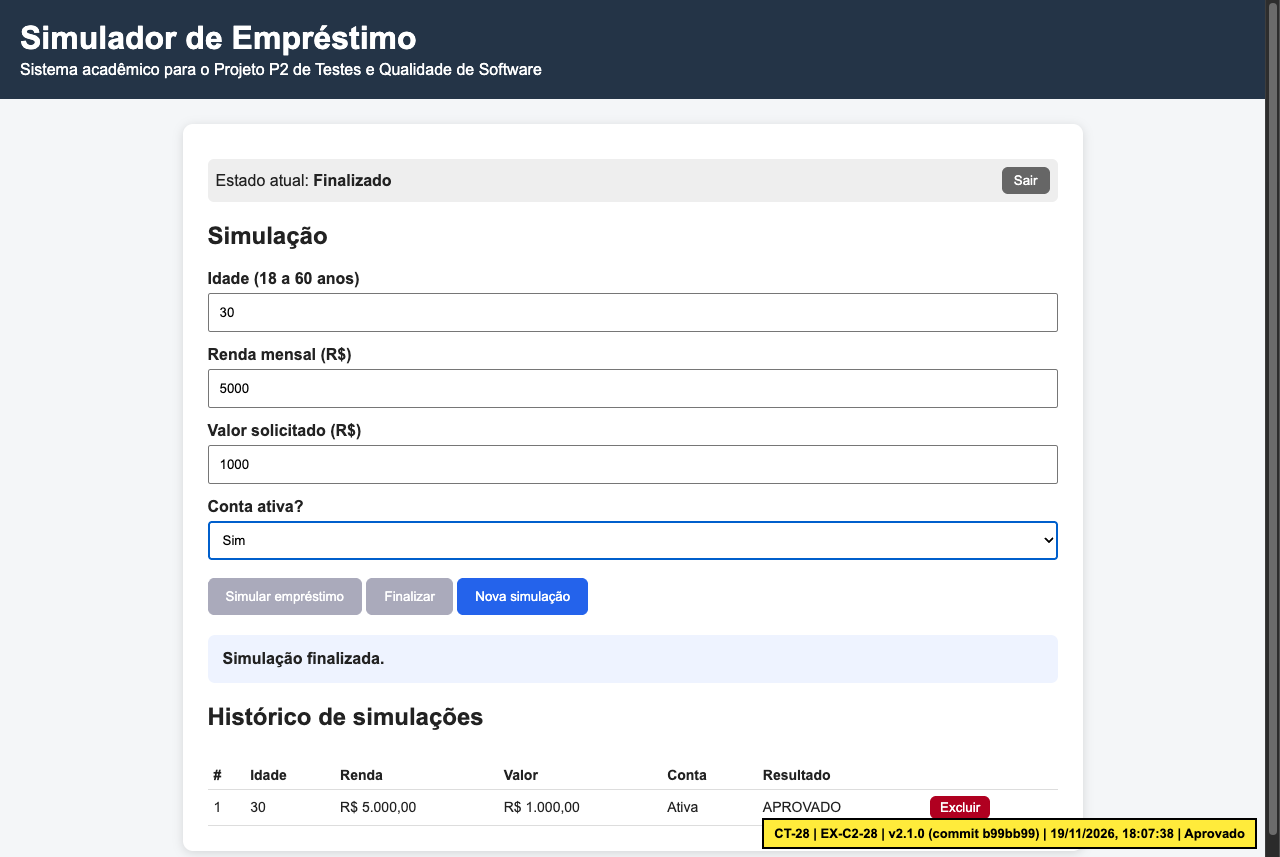 Simulador de Empréstimo
Sistema acadêmico para o Projeto P2 de Testes e Qualidade de Software
Estado atual: Finalizado
Sair
Simulação
Idade (18 a 60 anos)
30
Renda mensal (R$)
5000
Valor solicitado (R$)
1000
Conta ativa?
Sim
Simular empréstimo Finalizar Nova simulação
Simulação finalizada.
Histórico de simulações
# Idade Renda Valor Conta Resultado
1 30 R$ 5.000,00 R$ 1.000,00 Ativa APROVADO Excluir
CT-28 | EX-C2-28 | v2.1.0 (commit b99bb99) | 19/11/2026, 18:07:38 | Aprovado